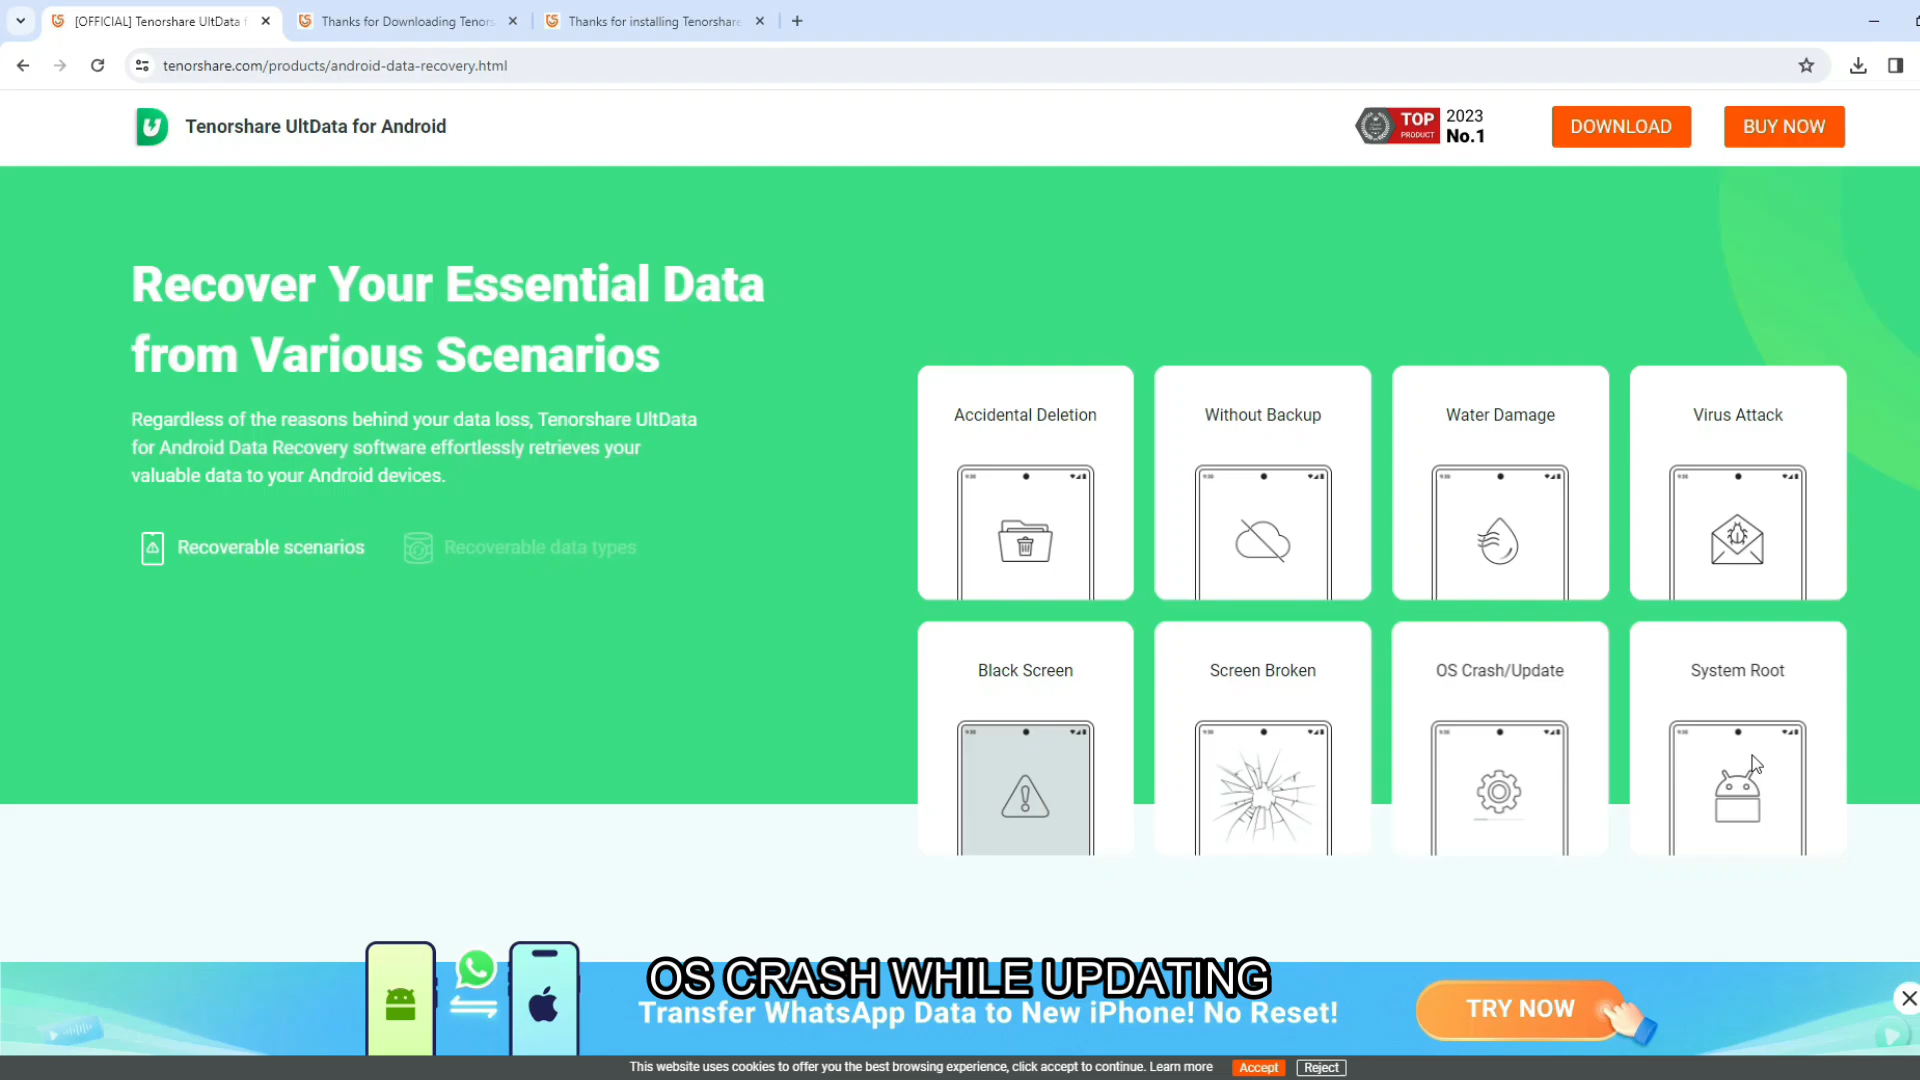 [OFFICIAL] Tenorshare UltData f
Thanks for Downloading Tenors
Thanks for installing Tenorshare
tenorshare.com/products/android-data-recovery.html
Tenorshare UltData for Android
TOP
PRODUCT
2023
No.1
DOWNLOAD
BUY NOW
Recover Your Essential Data
from Various Scenarios
Regardless of the reasons behind your data loss, Tenorshare UltData
for Android Data Recovery software effortlessly retrieves your
valuable data to your Android devices.
Recoverable scenarios
Recoverable data types
Accidental Deletion
Without Backup
Water Damage
Virus Attack
Black Screen
Screen Broken
OS Crash/Update
System Root
OS CRASH WHILE UPDATING
Transfer WhatsApp Data to New iPhone! No Reset!
TRY NOW
This website uses cookies to offer you the best browsing experience, click accept to continue. Learn more
Accept
Reject